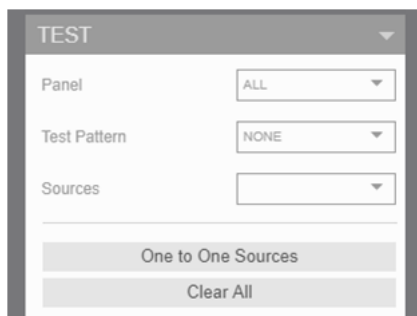 TEST
Panel ALL
Test Pattern NONE
Sources
One to One Sources
Clear All